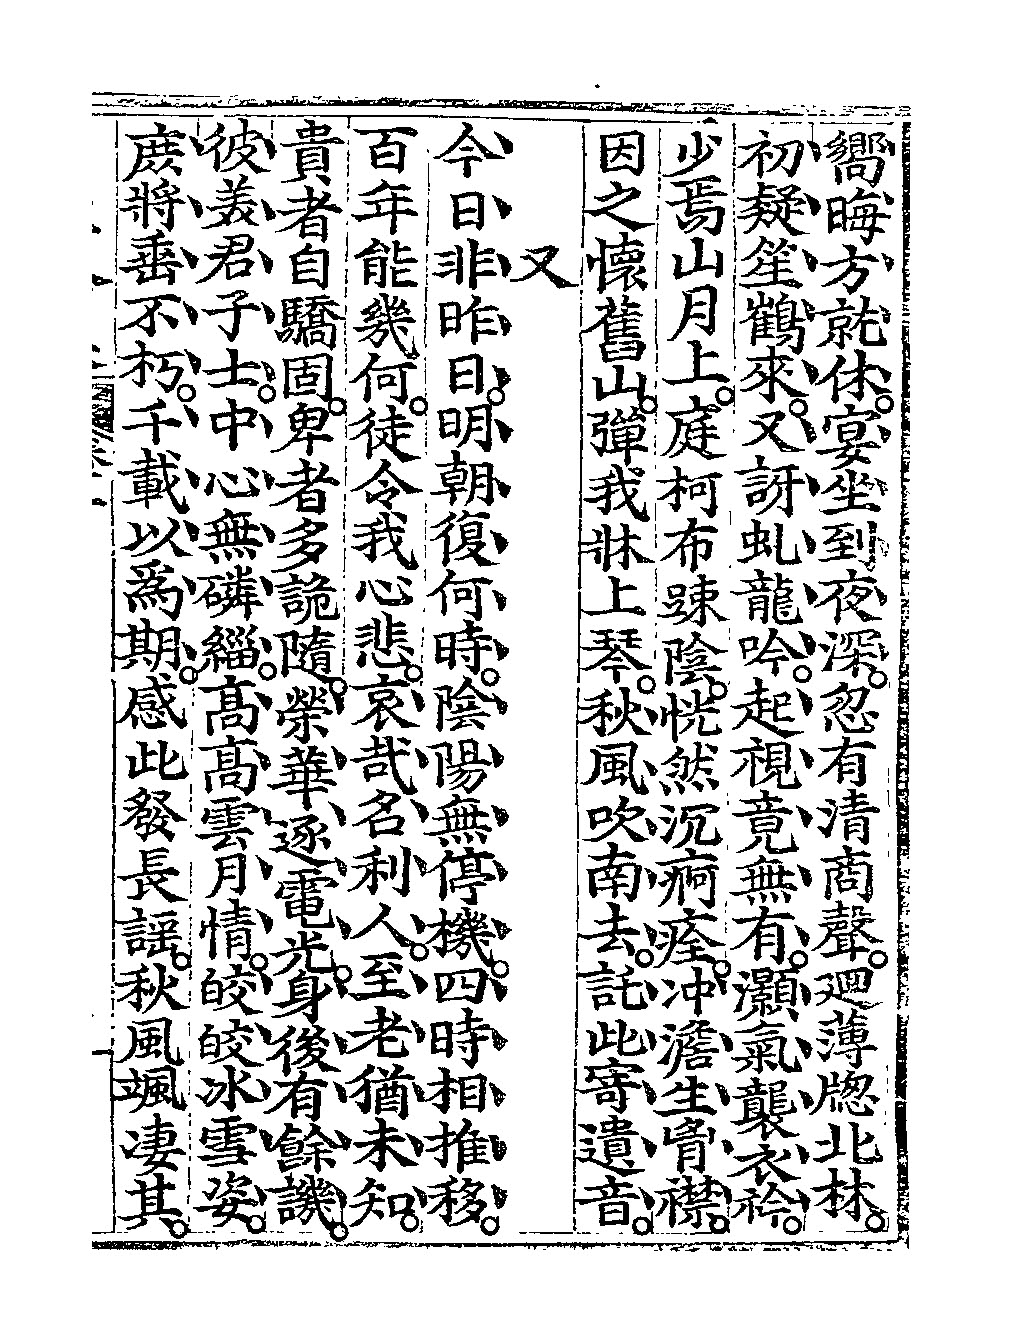 嚮晦方就休宴坐到夜深忽有清商聲迴薄牎北林
初疑笙鶴來又訝虬龍吟起視竟無有灝氣襲衣衿
少焉山月上庭柯布踈陰恍然沉痾痊冲澹生胷襟
因之懷舊山彈我牀上琴秋風吹南去託此寄遺音
又
今日非昨日明朝復何時陰陽無停機四時相推移
百年能幾何徒令我心悲哀哉名利人至老猶未知
貴者自驕固卑者多詭隨榮華逐電光身後有餘譏
彼美君子士中心無磷緇高高雲月情皎皎冰雪姿
庶將垂不朽千載以為期感此發長謡秋風颯凄其